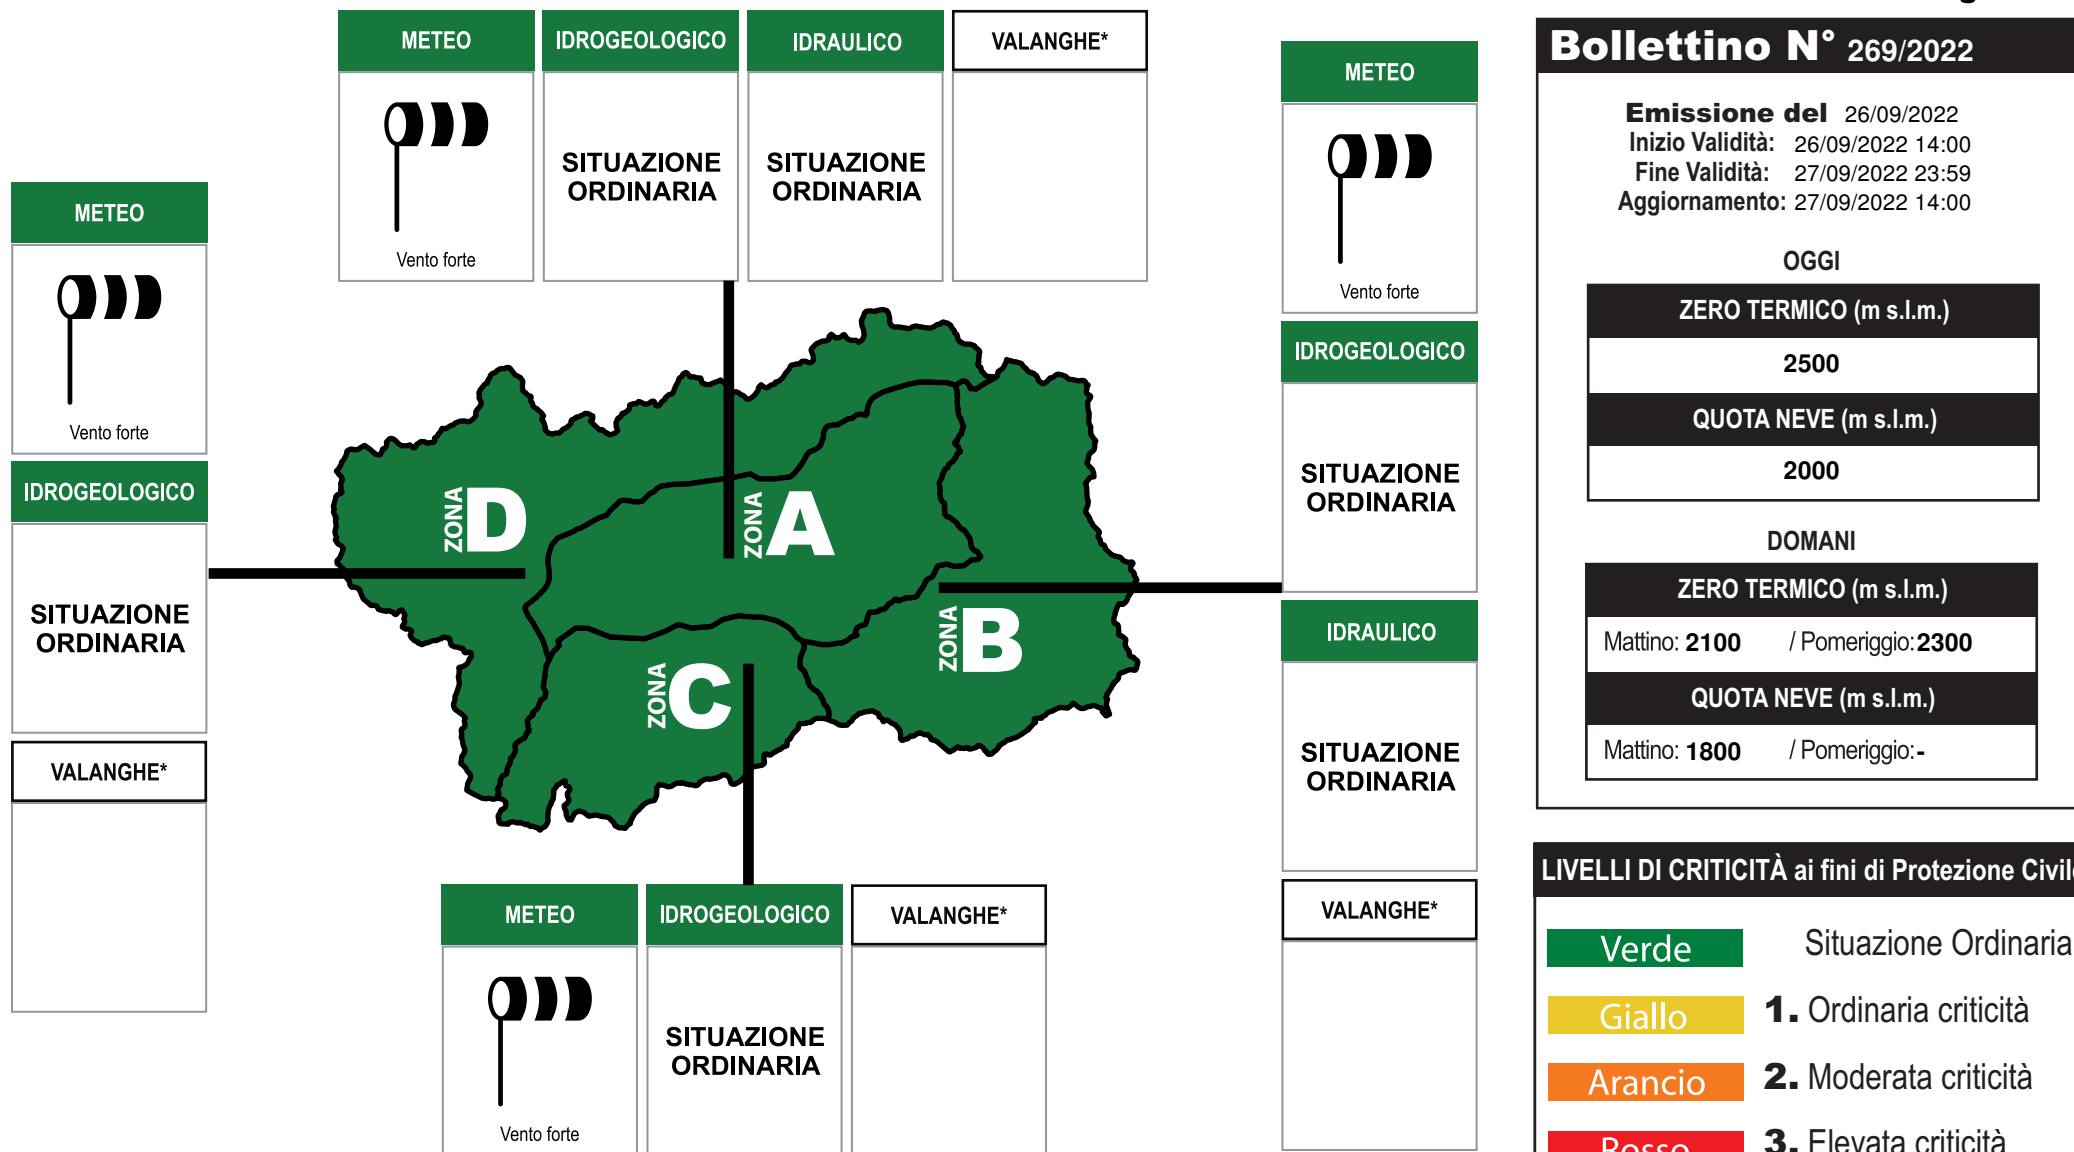 METEO IDROGEOLOGICO IDRAULICO VALANGHE*
Vento forte
SITUAZIONE
ORDINARIA
SITUAZIONE
ORDINARIA
METEO
Vento forte
IDROGEOLOGICO
SITUAZIONE
ORDINARIA
VALANGHE*
METEO
Vento forte
IDROGEOLOGICO
SITUAZIONE
ORDINARIA
IDRAULICO
SITUAZIONE
ORDINARIA
VALANGHE*
ZONA D
ZONA A
ZONA B
ZONA C
METEO IDROGEOLOGICO VALANGHE*
Vento forte
SITUAZIONE
ORDINARIA
Bollettino N° 269/2022
Emissione del 26/09/2022
Inizio Validità: 26/09/2022 14:00
Fine Validità: 27/09/2022 23:59
Aggiornamento: 27/09/2022 14:00
OGGI
ZERO TERMICO (m s.l.m.)
2500
QUOTA NEVE (m s.l.m.)
2000
DOMANI
ZERO TERMICO (m s.l.m.)
Mattino: 2100 / Pomeriggio: 2300
QUOTA NEVE (m s.l.m.)
Mattino: 1800 / Pomeriggio: -
LIVELLI DI CRITICITÀ ai fini di Protezione Civile
Verde Situazione Ordinaria
Giallo 1. Ordinaria criticità
Arancio 2. Moderata criticità
Rosso 3. Elevata criticità